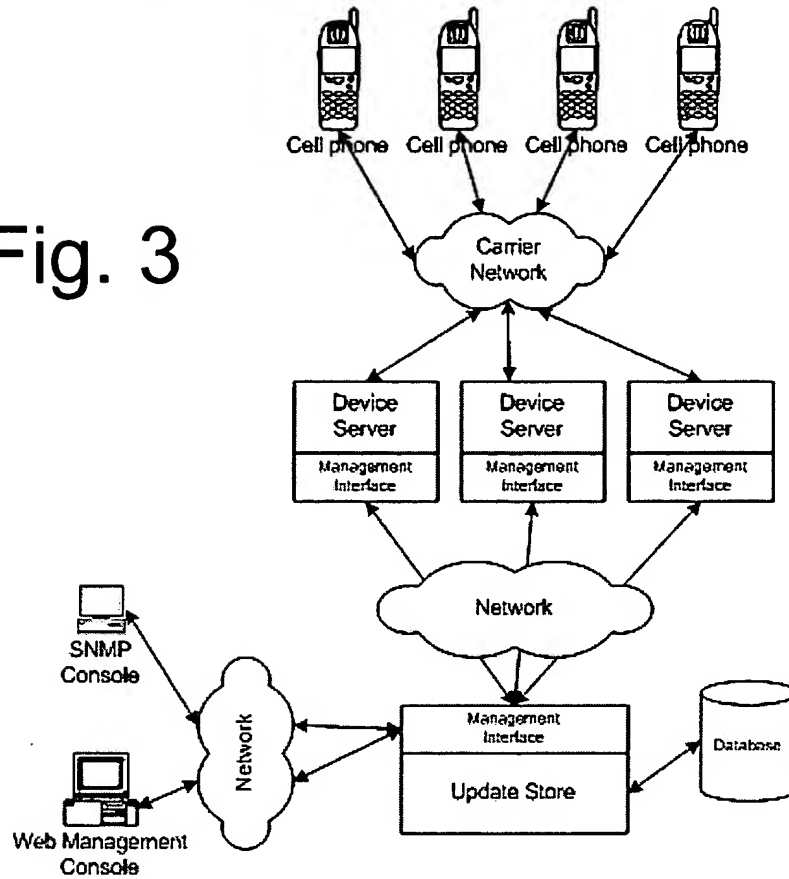 Cell phone Cell phone Cell phone Cell phone
Fig. 3
Carrier
Network
Device
Server
Management
Interface
Device
Server
Management
Interface
Device
Server
Management
Interface
Network
SNMP
Console
Network
Management
Interface
Update Store
Database
Web Management
Console